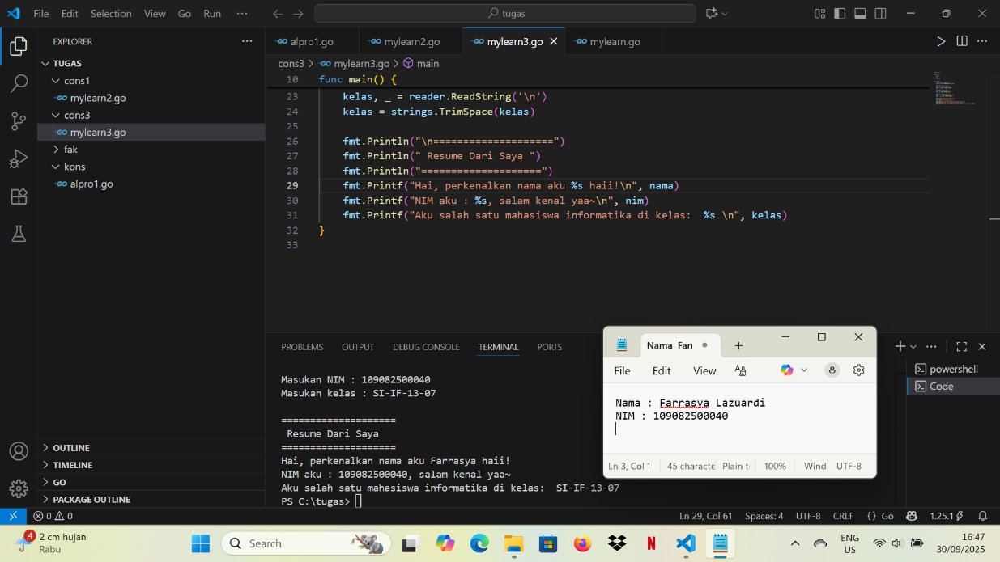 File Edit Selection View Go Run ···
tugas
EXPLORER
TUGAS
cons1
mylearn2.go
cons3
mylearn3.go
fak
kons
alpro1.go
OUTLINE
TIMELINE
GO
PACKAGE OUTLINE
alpro1.go mylearn2.go mylearn3.go mylearn.go
cons3 > mylearn3.go > main
10 func main() {
23 kelas, _ = reader.ReadString('\n')
24 kelas = strings.TrimSpace(kelas)
25
26 fmt.Println("\n====================")
27 fmt.Println(" Resume Dari Saya ")
28 fmt.Println("====================")
29 fmt.Printf("Hai, perkenalkan nama aku %s haii!\n", nama)
30 fmt.Printf("NIM aku : %s, salam kenal yaa~\n", nim)
31 fmt.Printf("Aku salah satu mahasiswa informatika di kelas:  %s \n", kelas)
32 }
33
PROBLEMS OUTPUT DEBUG CONSOLE TERMINAL PORTS
Masukan NIM : 109082500040
Masukan kelas : SI-IF-13-07
====================
Resume Dari Saya
====================
Hai, perkenalkan nama aku Farrasya haii!
NIM aku : 109082500040, salam kenal yaa~
Aku salah satu mahasiswa informatika di kelas:  SI-IF-13-07
PS C:\tugas>
powershell
Code
Nama Farr
File Edit View
Nama : Farrasya Lazuardi
NIM : 109082500040
Ln 3, Col 1 45 characte Plain t 100% Wind UTF-8
0 0 Ln 29, Col 61 Spaces: 4 UTF-8 CRLF {} Go 1.25.1
4 2 cm hujan
Rabu
Search
N
ENG
US
16:47
30/09/2025